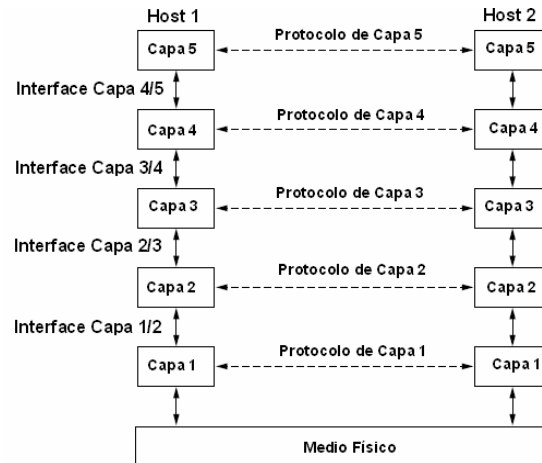 Host 1
Host 2
Capa 5
Protocolo de Capa 5
Capa 5
Interface Capa 4/5
Capa 4
Protocolo de Capa 4
Capa 4
Interface Capa 3/4
Capa 3
Protocolo de Capa 3
Capa 3
Interface Capa 2/3
Capa 2
Protocolo de Capa 2
Capa 2
Interface Capa 1/2
Capa 1
Protocolo de Capa 1
Capa 1
Medio Físico